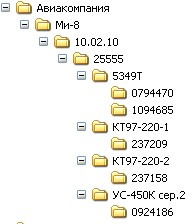 Авиакомпания
Ми-8
10.02.10
25555
5349Т
0794470
1094685
КТ97-220-1
237209
КТ97-220-2
237158
УС-450К сер.2
0924186